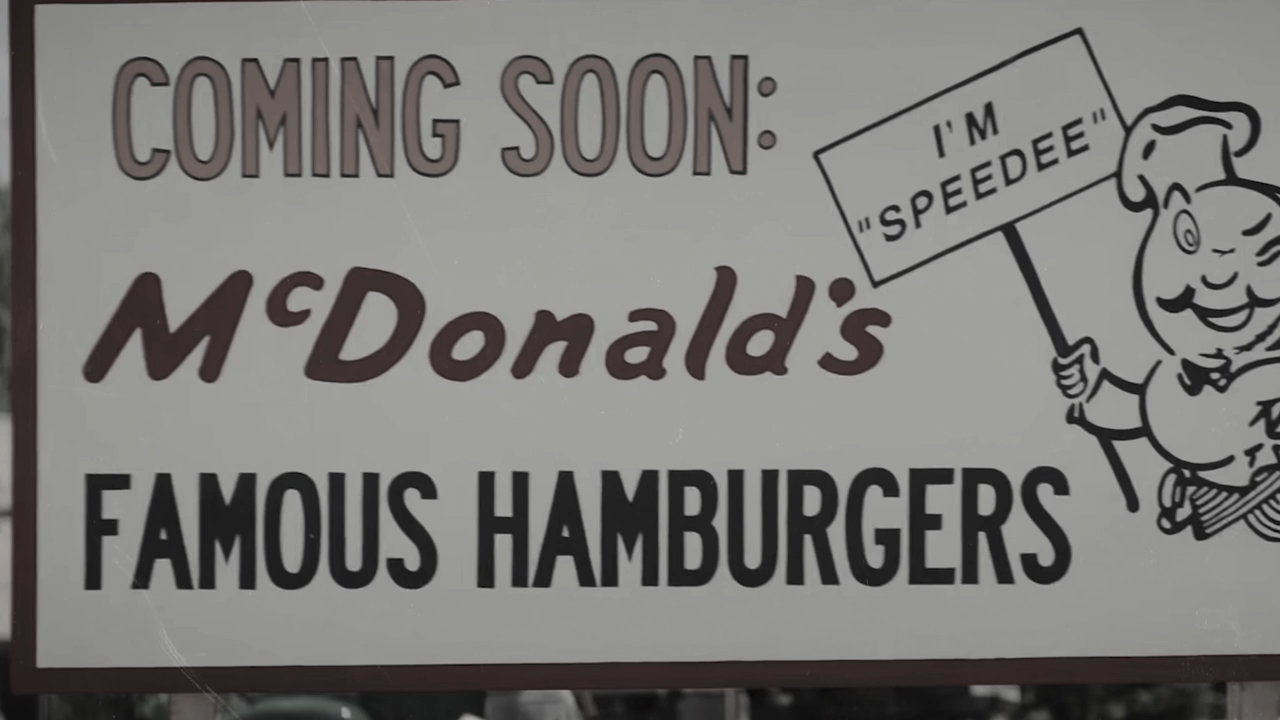 COMING SOON:
I'M
"SPEEDEE"
McDonald's
FAMOUS HAMBURGERS